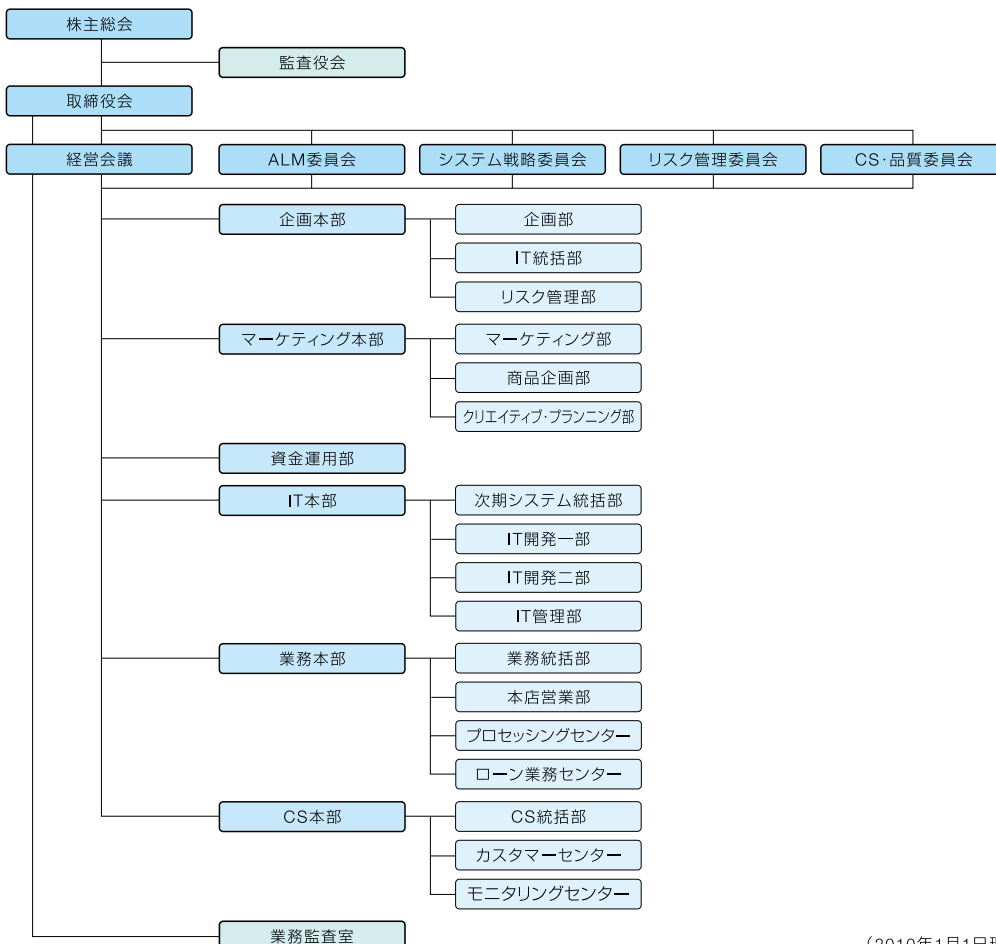 株主総会
監査役会
取締役会
経営会議
ALM委員会
システム戦略委員会
リスク管理委員会
CS・品質委員会
企画本部
企画部
IT統括部
リスク管理部
マーケティング本部
マーケティング部
商品企画部
クリエイティブ・プランニング部
資金運用部
IT本部
次期システム統括部
IT開発一部
IT開発二部
IT管理部
業務本部
業務統括部
本店営業部
プロセッシングセンター
ローン業務センター
CS本部
CS統括部
カスタマーセンター
モニタリングセンター
業務監査室